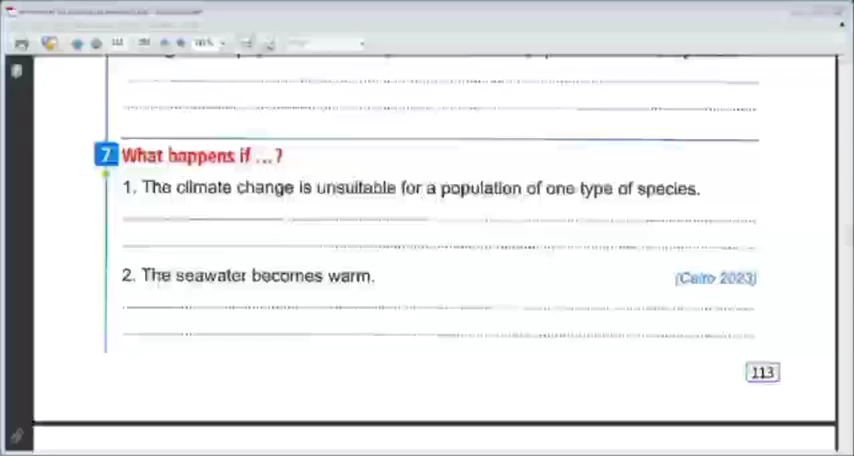 7 What happens if ...?
1. The climate change is unsuitable for a population of one type of species.
2. The seawater becomes warm. (Cairo 2023)
113